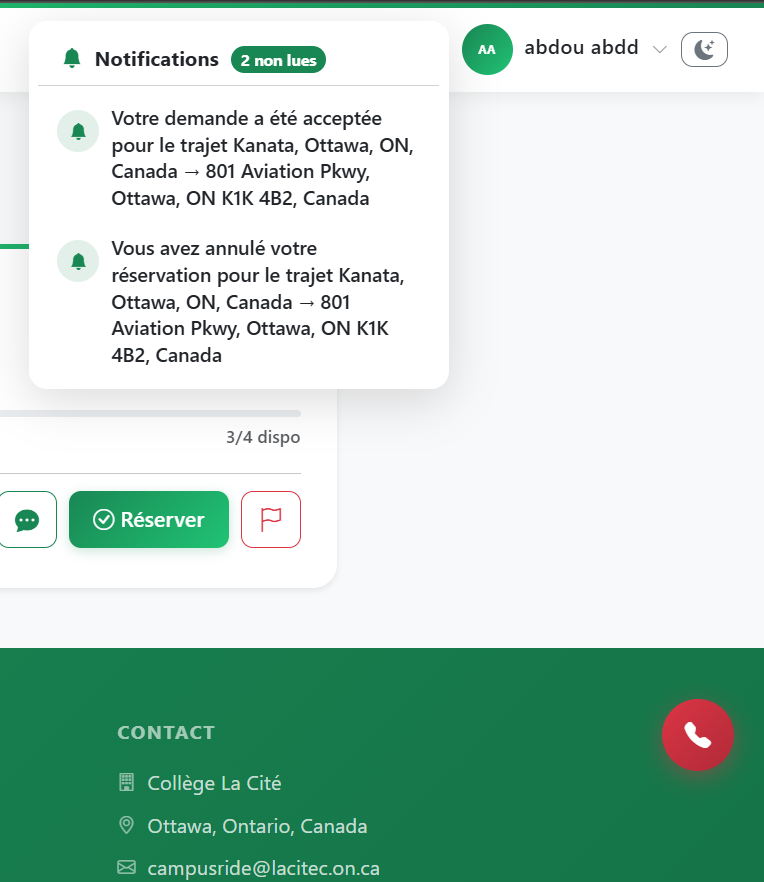 Notifications 2 non lues
Votre demande a été acceptée
pour le trajet Kanata, Ottawa, ON,
Canada → 801 Aviation Pkwy,
Ottawa, ON K1K 4B2, Canada
Vous avez annulé votre
réservation pour le trajet Kanata,
Ottawa, ON, Canada → 801
Aviation Pkwy, Ottawa, ON K1K
4B2, Canada
AA abdou abdd
3/4 dispo
Réserver
CONTACT
Collège La Cité
Ottawa, Ontario, Canada
campusride@lacitec.on.ca